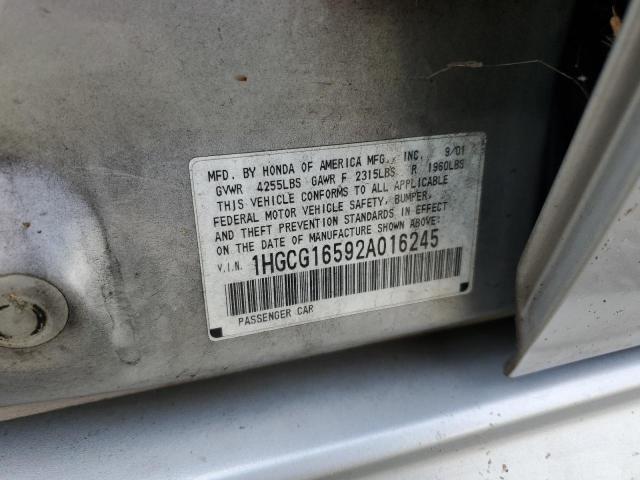 MFD. BY HONDA OF AMERICA MFG., INC. 9/01
GVWR 4255LBS GAWR F 2315LBS R 1960LBS
THIS VEHICLE CONFORMS TO ALL APPLICABLE
FEDERAL MOTOR VEHICLE SAFETY, BUMPER,
AND THEFT PREVENTION STANDARDS IN EFFECT
ON THE DATE OF MANUFACTURE SHOWN ABOVE:
V.I.N. 1HGCG16592A016245
PASSENGER CAR